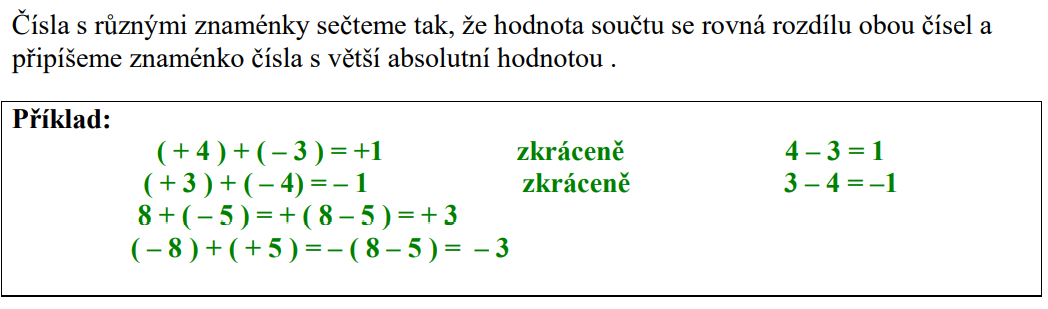 Čísla s různými znaménky sečteme tak, že hodnota součtu se rovná rozdílu obou čísel a
připíšeme znaménko čísla s větší absolutní hodnotou .
Příklad:
( + 4 ) + ( – 3 ) = +1 zkráceně 4 – 3 = 1
( + 3 ) + ( – 4) = – 1 zkráceně 3 – 4 = –1
8 + ( – 5 ) = + ( 8 – 5 ) = + 3
( – 8 ) + ( + 5 ) = – ( 8 – 5 ) = – 3